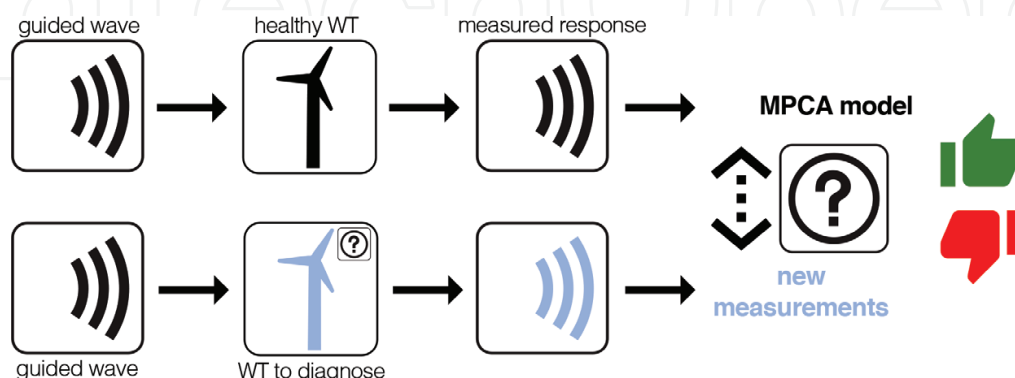 guided wave
healthy WT
measured response
MPCA model
?
?
new
measurements
guided wave
WT to diagnose